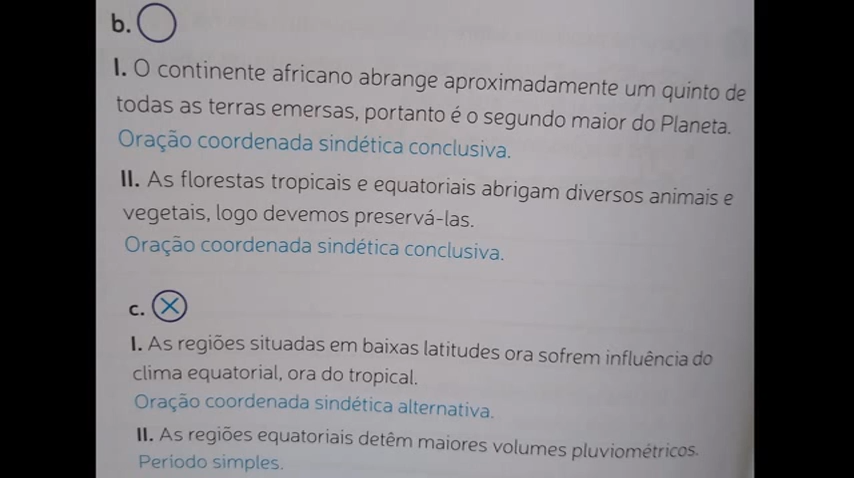 b.
I. O continente africano abrange aproximadamente um quinto de
todas as terras emersas, portanto é o segundo maior do Planeta.
Oração coordenada sindética conclusiva.
II. As florestas tropicais e equatoriais abrigam diversos animais e
vegetais, logo devemos preservá-las.
Oração coordenada sindética conclusiva.
c. X
I. As regiões situadas em baixas latitudes ora sofrem influência do
clima equatorial, ora do tropical.
Oração coordenada sindética alternativa.
II. As regiões equatoriais detêm maiores volumes pluviométricos.
Período simples.